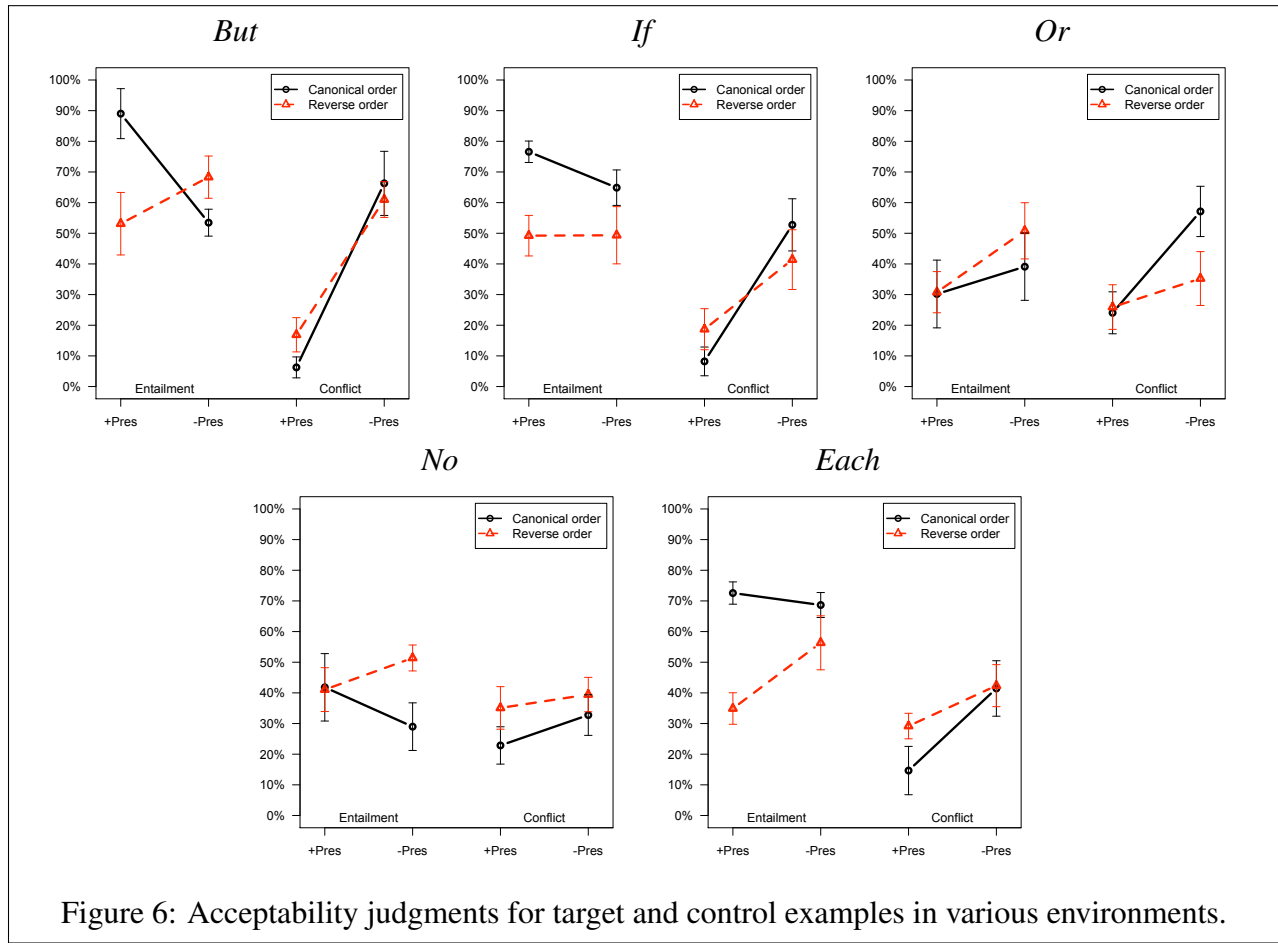 But
If
Or
100%
90%
80%
70%
60%
50%
40%
30%
20%
10%
0%
Canonical order
Reverse order
Entailment
Conflict
+Pres
-Pres
+Pres
-Pres
100%
90%
80%
70%
60%
50%
40%
30%
20%
10%
0%
Canonical order
Reverse order
Entailment
Conflict
+Pres
-Pres
+Pres
-Pres
100%
90%
80%
70%
60%
50%
40%
30%
20%
10%
0%
Canonical order
Reverse order
Entailment
Conflict
+Pres
-Pres
+Pres
-Pres
No
Each
100%
90%
80%
70%
60%
50%
40%
30%
20%
10%
0%
Canonical order
Reverse order
Entailment
Conflict
+Pres
-Pres
+Pres
-Pres
100%
90%
80%
70%
60%
50%
40%
30%
20%
10%
0%
Canonical order
Reverse order
Entailment
Conflict
+Pres
-Pres
+Pres
-Pres
Figure 6: Acceptability judgments for target and control examples in various environments.